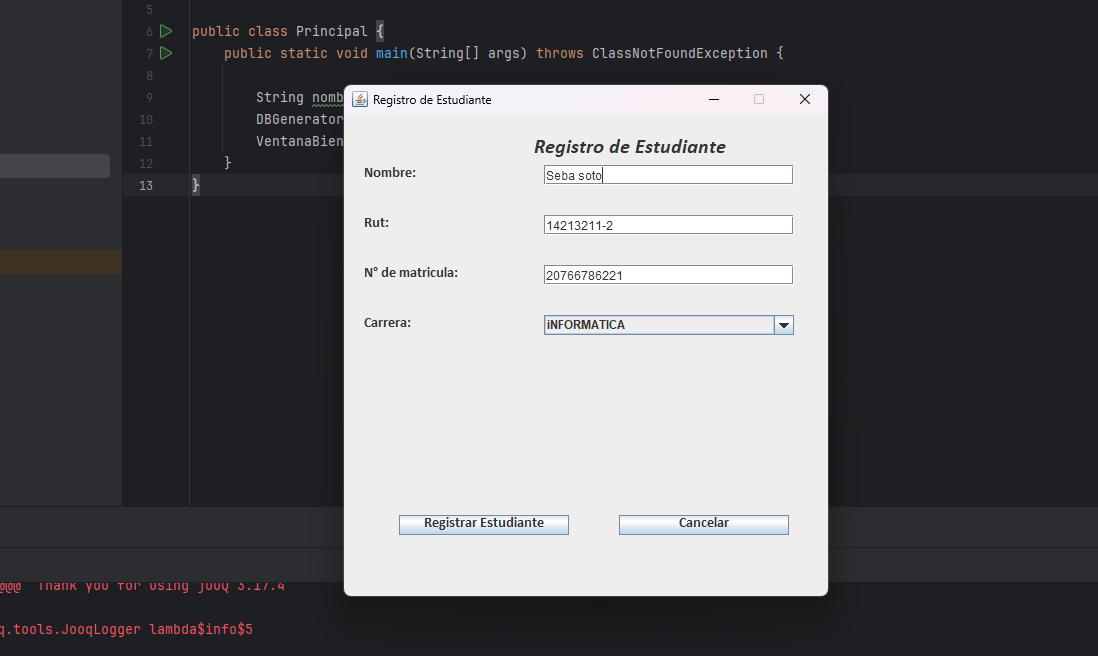 5
6 public class Principal {
7 public static void main(String[] args) throws ClassNotFoundException {
8
9 String nomb
10 DBGenerator
11 VentanaBien
12 }
13 }
Registro de Estudiante
Registro de Estudiante
Nombre: Seba soto
Rut: 14213211-2
N° de matricula: 20766786221
Carrera: iNFORMATICA
Registrar Estudiante Cancelar
@@@ Thank you for using jOOQ 3.17.4
q.tools.JooqLogger lambda$info$5